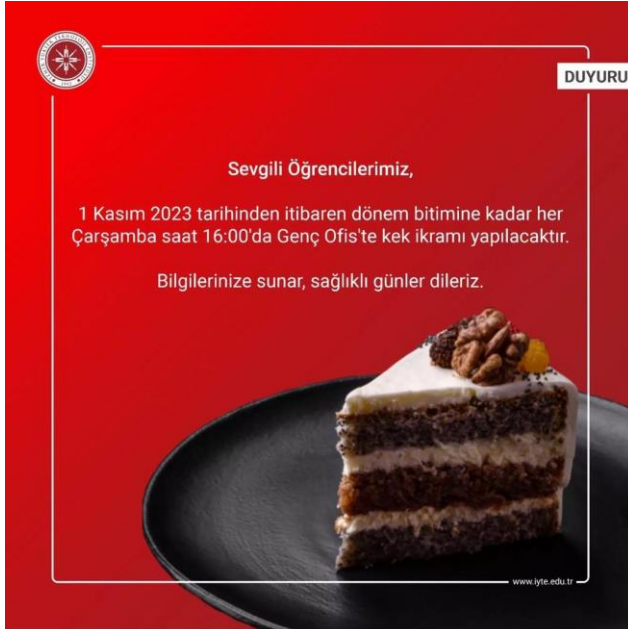 DUYURU
Sevgili Öğrencilerimiz,
1 Kasım 2023 tarihinden itibaren dönem bitimine kadar her
Çarşamba saat 16:00'da Genç Ofis'te kek ikramı yapılacaktır.
Bilgilerinize sunar, sağlıklı günler dileriz.
www.iyte.edu.tr